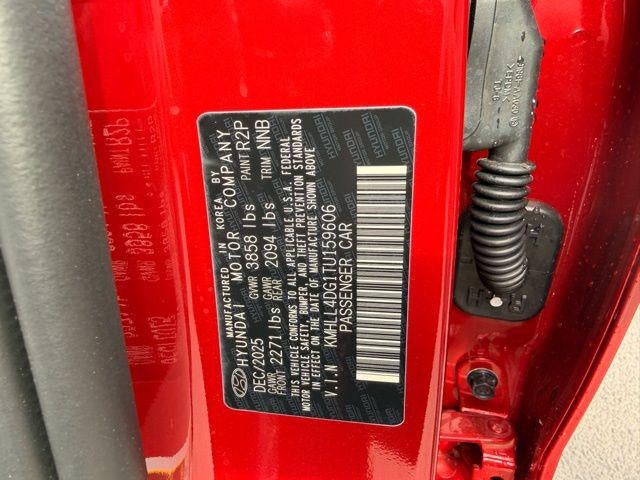 MANUFACTURED IN KOREA BY
HYUNDAI MOTOR COMPANY
DEC/2025 GVWR 3858 lbs PAINT R2P
GAWR FRONT 2271 lbs GAWR REAR 2094 lbs TRIM NNB
THIS VEHICLE CONFORMS TO ALL APPLICABLE U.S.A. FEDERAL
MOTOR VEHICLE SAFETY, BUMPER, AND THEFT PREVENTION STANDARDS
IN EFFECT ON THE DATE OF MANUFACTURE SHOWN ABOVE
V.I.N KMHLL4DG1TU159606
PASSENGER CAR
HYUNDAI